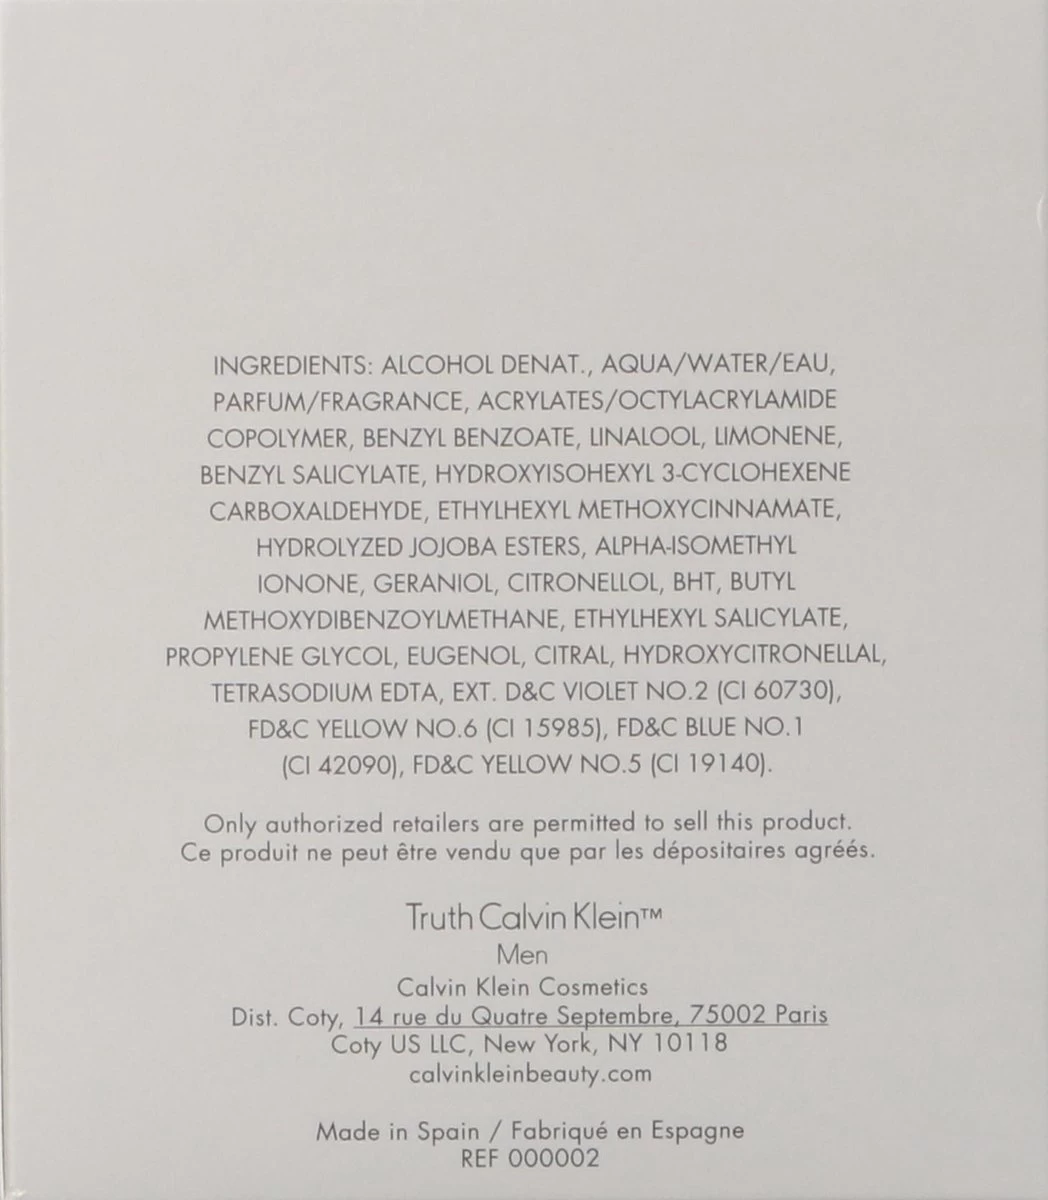 INGREDIENTS: ALCOHOL DENAT., AQUA/WATER/EAU,
PARFUM/FRAGRANCE, ACRYLATES/OCTYLACRYLAMIDE
COPOLYMER, BENZYL BENZOATE, LINALOOL, LIMONENE,
BENZYL SALICYLATE, HYDROXYISOHEXYL 3-CYCLOHEXENE
CARBOXALDEHYDE, ETHYLHEXYL METHOXYCINNAMATE,
HYDROLYZED JOJOBA ESTERS, ALPHA-ISOMETHYL
IONONE, GERANIOL, CITRONELLOL, BHT, BUTYL
METHOXYDIBENZOYLMETHANE, ETHYLHEXYL SALICYLATE,
PROPYLENE GLYCOL, EUGENOL, CITRAL, HYDROXYCITRONELLAL,
TETRASODIUM EDTA, EXT. D&C VIOLET NO.2 (CI 60730),
FD&C YELLOW NO.6 (CI 15985), FD&C BLUE NO.1
(CI 42090), FD&C YELLOW NO.5 (CI 19140).
Only authorized retailers are permitted to sell this product.
Ce produit ne peut être vendu que par les dépositaires agréés.
Truth Calvin Klein™
Men
Calvin Klein Cosmetics
Dist. Coty, 14 rue du Quatre Septembre, 75002 Paris
Coty US LLC, New York, NY 10118
calvinkleinbeauty.com
Made in Spain / Fabriqué en Espagne
REF 000002